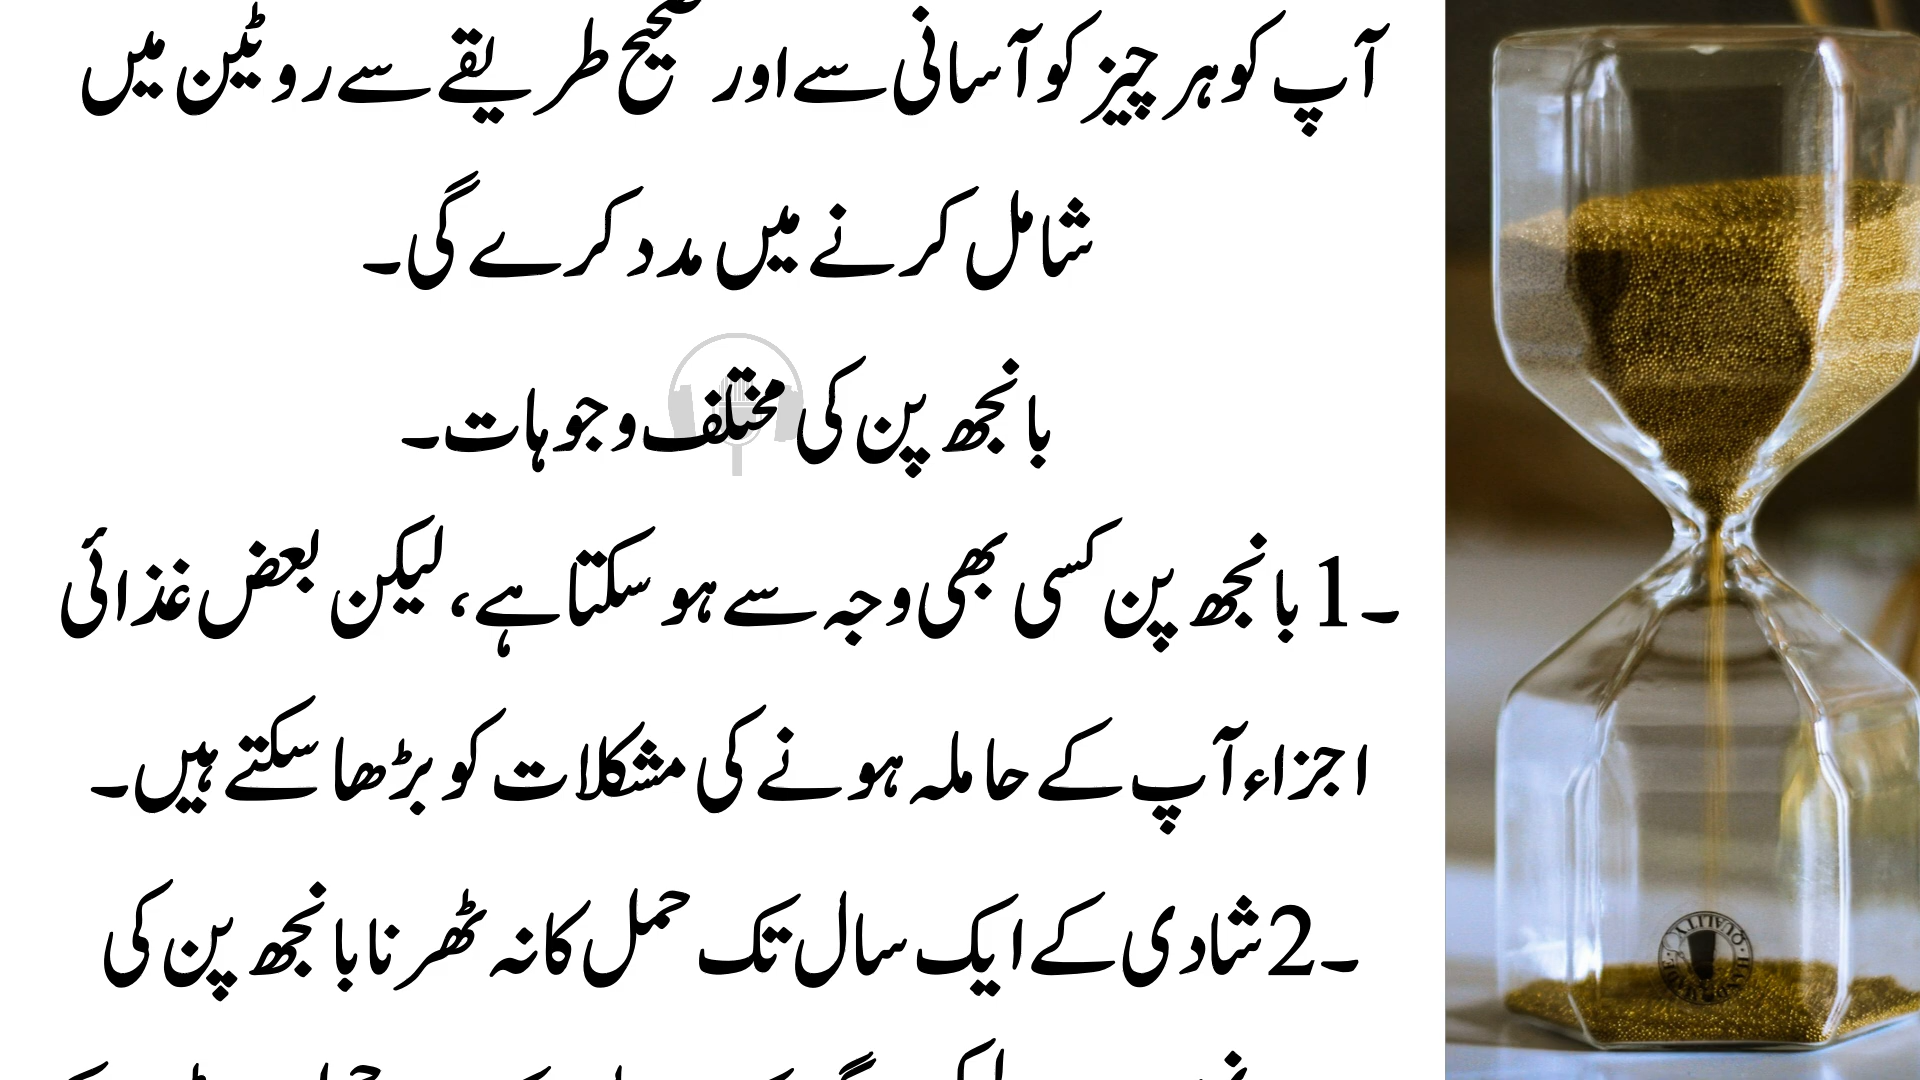 آپ کو ہر چیز کو آسانی سے اور صحیح طریقے سے روٹین میں
شامل کرنے میں مدد کرے گی۔
بانجھ پن کی مختلف وجوہات۔
۔1 بانجھ پن کسی بھی وجہ سے ہو سکتا ہے، لیکن بعض غذائی
اجزاء آپ کے حاملہ ہونے کی مشکلات کو بڑھا سکتے ہیں۔
۔2 شادی کے ایک سال تک حمل کا نہ ٹھرنا بانجھ پن کی
QUALITY HAND MADE